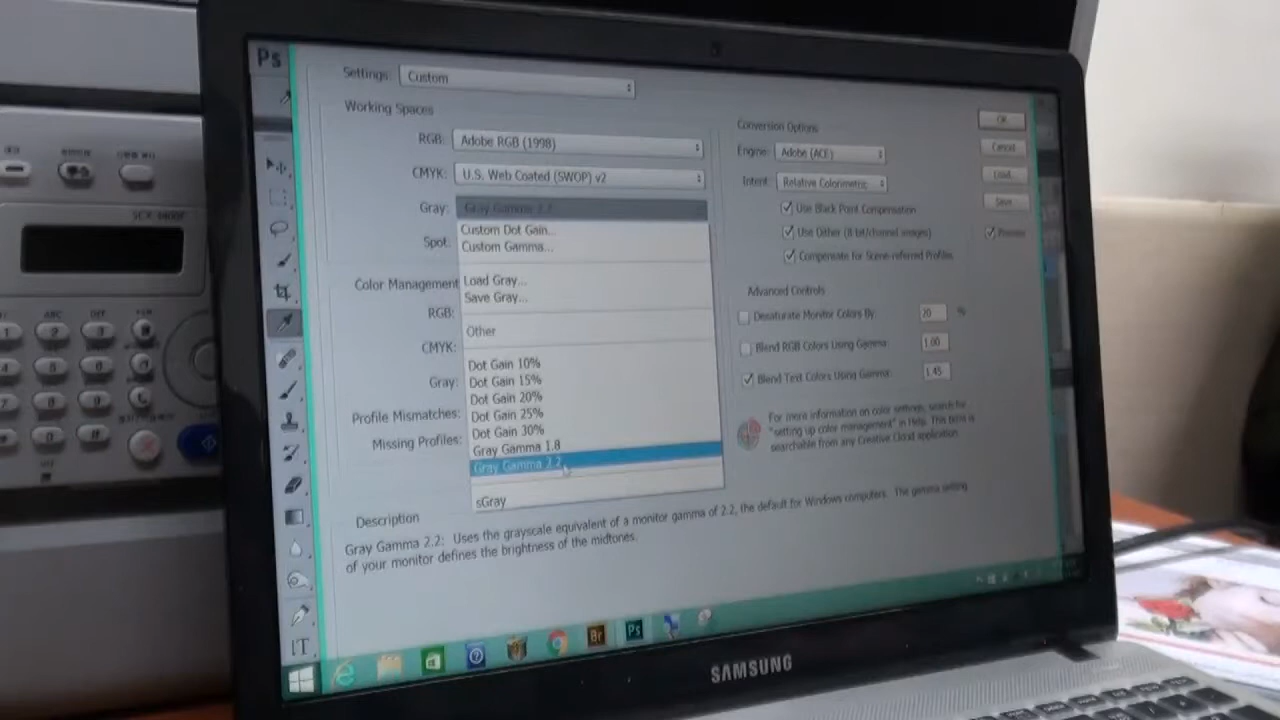 Ps
Settings: Custom
Working Spaces
RGB: Adobe RGB (1998)
CMYK: U.S. Web Coated (SWOP) v2
Gray: Gray Gamma 2.2
Custom Dot Gain...
Spot:
Custom Gamma...
Color Management
Load Gray...
Save Gray...
RGB:
Other
CMYK:
Dot Gain 10%
Gray:
Dot Gain 15%
Dot Gain 20%
Profile Mismatches:
Dot Gain 25%
Dot Gain 30%
Missing Profiles:
Gray Gamma 1.8
Gray Gamma 2.2
sGray
Description
Gray Gamma 2.2: Uses the grayscale equivalent of a monitor gamma of 2.2, the default for Windows computers. The gamma setting
of your monitor defines the brightness of the midtones.
Conversion Options
Engine: Adobe (ACE)
Intent: Relative Colorimetric
Use Black Point Compensation
Use Dither (8 bit/channel images)
Compensate for Scene-referred Profiles
Advanced Controls
Desaturate Monitor Colors By: 20 %
Blend RGB Colors Using Gamma: 1.00
Blend Text Colors Using Gamma: 1.45
For more information on color settings, search for
"setting up color management" in Help. This term is
searchable from any Creative Cloud application.
OK
Cancel
Load...
Save...
Preview
T
Br
Ps
SAMSUNG
ABC
DEF